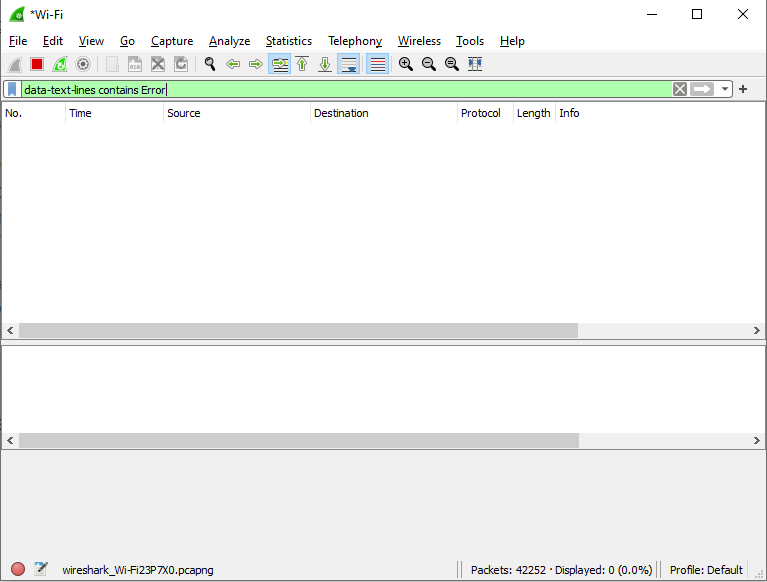 *Wi-Fi
File Edit View Go Capture Analyze Statistics Telephony Wireless Tools Help
data-text-lines contains Error
No. Time Source Destination Protocol Length Info
wireshark_Wi-Fi23P7X0.pcapng Packets: 42252 · Displayed: 0 (0.0%) Profile: Default